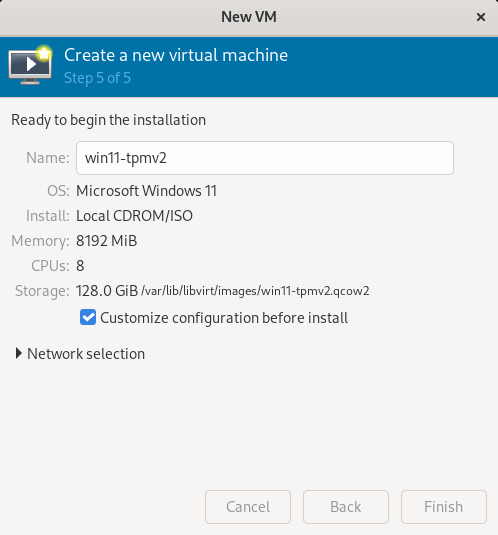 New VM
Create a new virtual machine
Step 5 of 5
Ready to begin the installation
Name: win11-tpmv2
OS: Microsoft Windows 11
Install: Local CDROM/ISO
Memory: 8192 MiB
CPUs: 8
Storage: 128.0 GiB /var/lib/libvirt/images/win11-tpmv2.qcow2
Customize configuration before install
Network selection
Cancel Back Finish